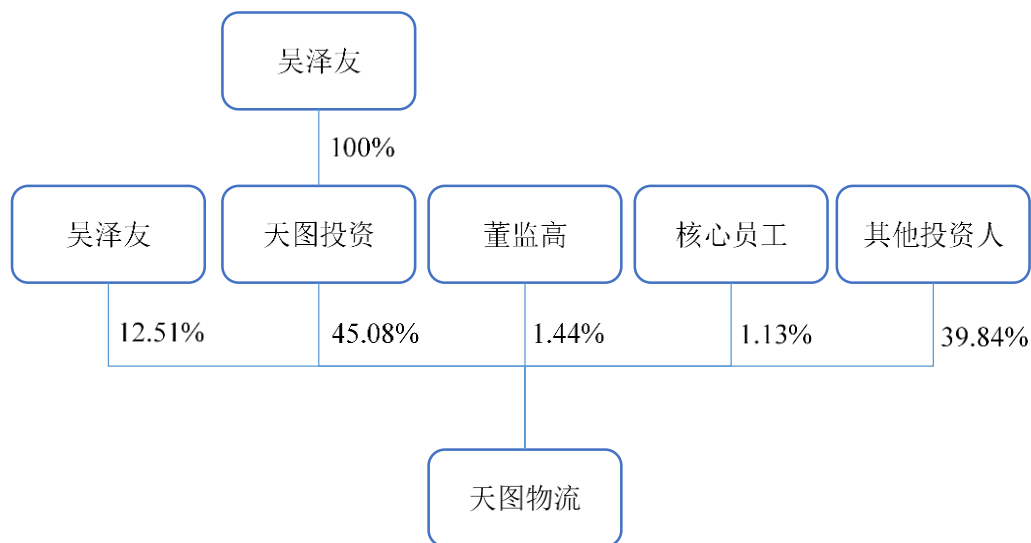 吴泽友
100%
吴泽友
天图投资
董监高
核心员工
其他投资人
12.51%
45.08%
1.44%
1.13%
39.84%
天图物流